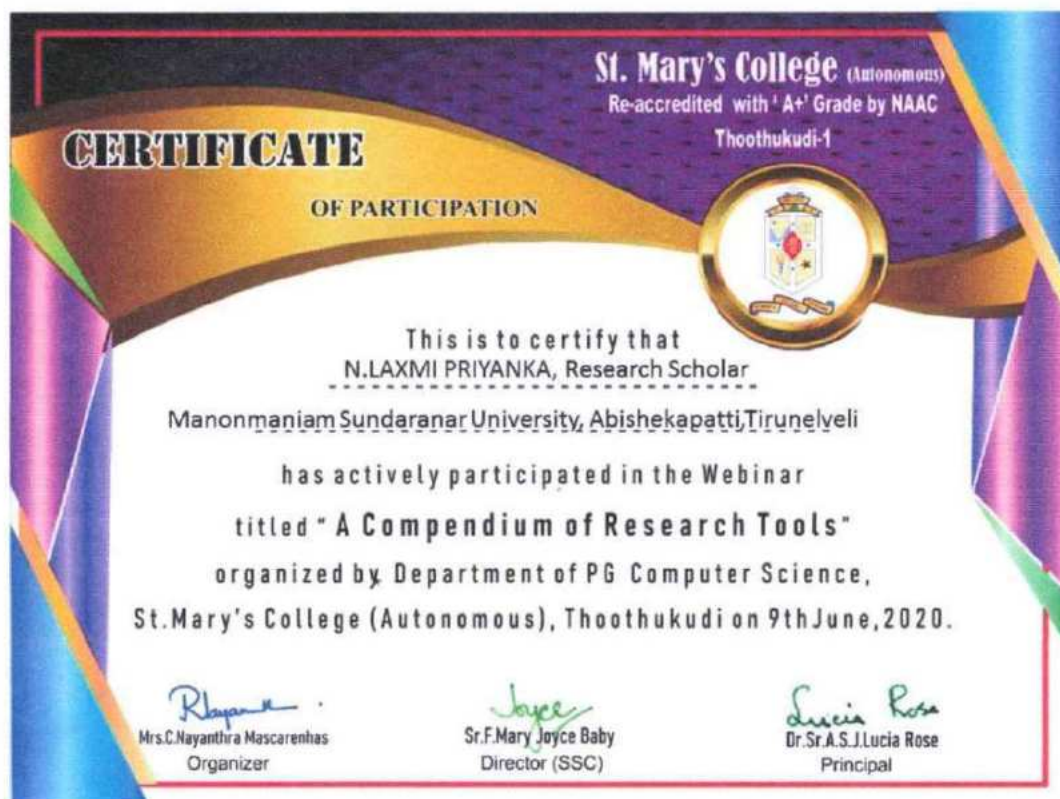 St. Mary's College (Autonomous)
Re-accredited with 'A+' Grade by NAAC
Thoothukudi-1
CERTIFICATE
OF PARTICIPATION
This is to certify that
N.LAXMI PRIYANKA, Research Scholar
Manonmaniam Sundaranar University, Abishekapatti,Tirunelveli
has actively participated in the Webinar
titled "A Compendium of Research Tools"
organized by Department of PG Computer Science,
St.Mary's College (Autonomous), Thoothukudi on 9thJune,2020.
Joyce
Lucia Rose
Mrs.C.Nayanthra Mascarenhas
Sr.F.Mary Joyce Baby
Dr.Sr.A.S.J.Lucia Rose
Organizer
Director (SSC)
Principal